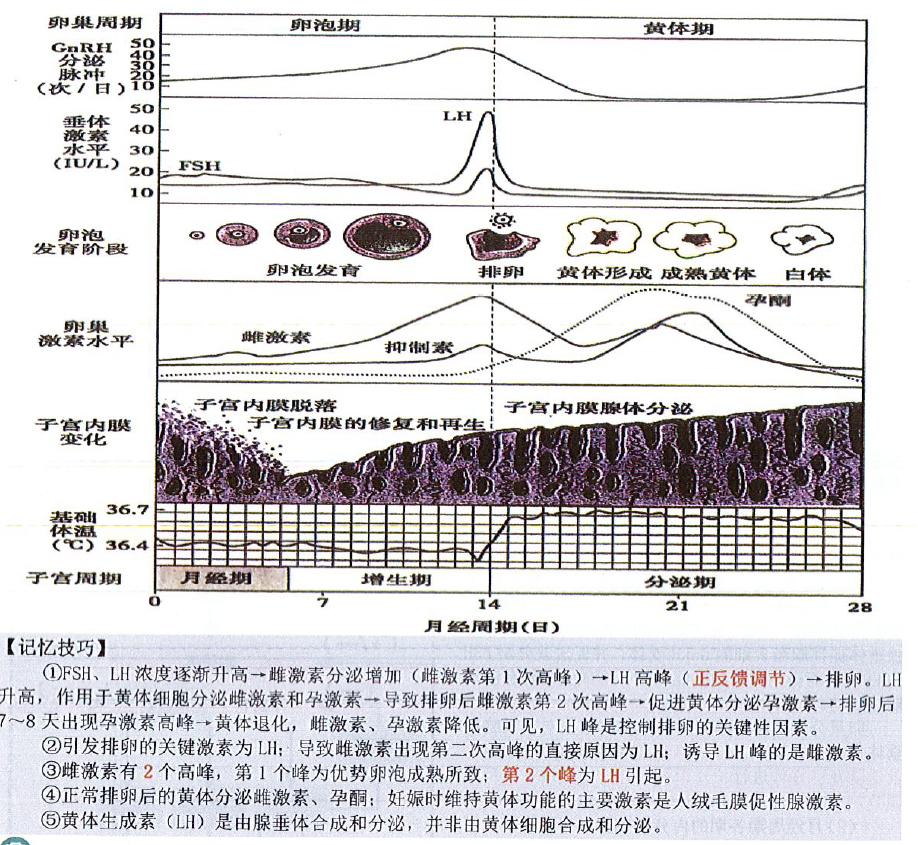 卵巢周期 卵泡期 黄体期
GnRH
分泌
脉冲
(次/日)
50
40
30
20
10
垂体
激素
水平
(IU/L)
50
40
30
20
10
LH
FSH
卵泡
发育阶段
卵泡发育 排卵 黄体形成 成熟黄体 白体
卵巢
激素水平
雌激素 抑制素 孕酮
子宫内膜
变化
子宫内膜脱落
子宫内膜的修复和再生
子宫内膜腺体分泌
基础
体温
(℃)
36.7
36.4
子宫周期 月经期 增生期 分泌期
0 7 14 21 28
月经周期(日)
【记忆技巧】
①FSH、LH浓度逐渐升高→雌激素分泌增加(雌激素第1次高峰)→LH高峰(正反馈调节)→排卵。LH
升高，作用于黄体细胞分泌雌激素和孕激素→导致排卵后雌激素第2次高峰→促进黄体分泌孕激素→排卵后
7～8天出现孕激素高峰→黄体退化，雌激素、孕激素降低。可见，LH峰是控制排卵的关键性因素。
②引发排卵的关键激素为LH；导致雌激素出现第二次高峰的直接原因为LH；诱导LH峰的是雌激素。
③雌激素有2个高峰，第1个峰为优势卵泡成熟所致；第2个峰为LH引起。
④正常排卵后的黄体分泌雌激素、孕酮；妊娠时维持黄体功能的主要激素是人绒毛膜促性腺激素。
⑤黄体生成素（LH）是由腺垂体合成和分泌，并非由黄体细胞合成和分泌。